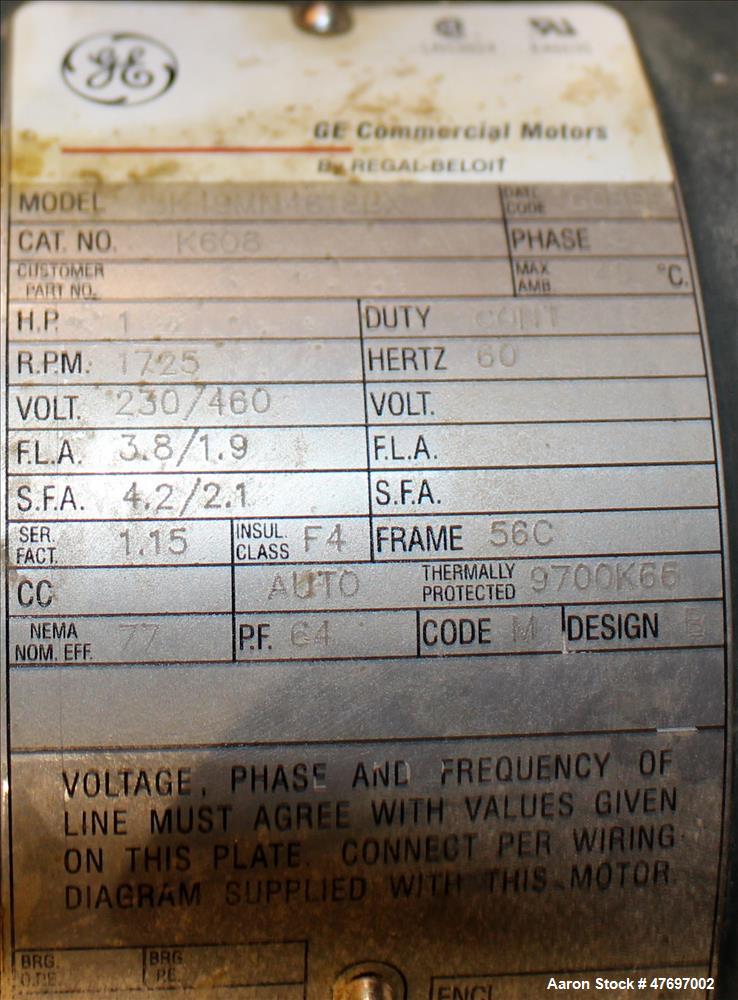 GE
GE Commercial Motors
By REGAL-BELOIT
MODEL DATE CODE
CAT. NO. K608 PHASE
CUSTOMER PART NO. MAX AMB. °C.
H.P. 1 DUTY CONT
R.P.M. 1725 HERTZ 60
VOLT. 230/460 VOLT.
F.L.A. 3.8/1.9 F.L.A.
S.F.A. 4.2/2.1 S.F.A.
SER. FACT. 1.15 INSUL. CLASS F4 FRAME 56C
CC AUTO THERMALLY PROTECTED 9700K66
NEMA NOM. EFF. 77 P.F. 64 CODE M DESIGN B
VOLTAGE, PHASE AND FREQUENCY OF
LINE MUST AGREE WITH VALUES GIVEN
ON THIS PLATE. CONNECT PER WIRING
DIAGRAM SUPPLIED WITH THIS MOTOR.
BRG. O.P.E. BRG P.E.
ENCL
Aaron Stock # 47697002